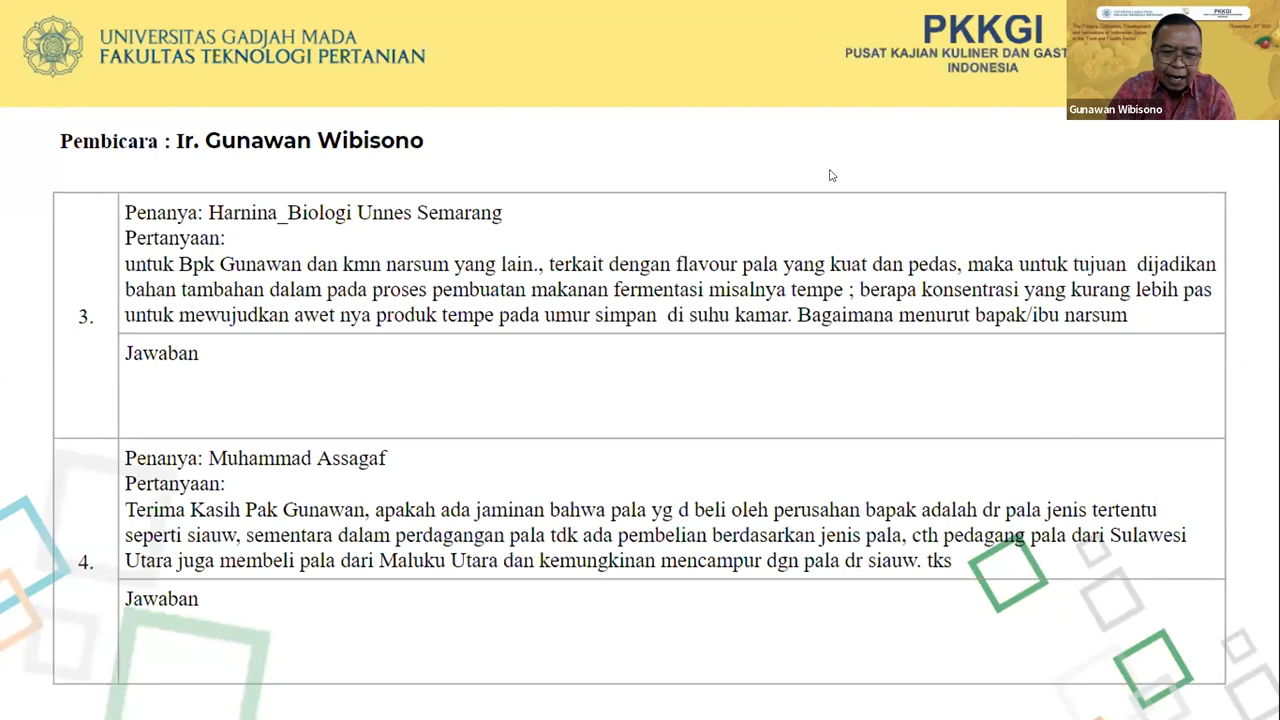 UNIVERSITAS GADJAH MADA
FAKULTAS TEKNOLOGI PERTANIAN
PKKGI
PUSAT KAJIAN KULINER DAN GAST
INDONESIA
PKKGI
Gunawan Wibisono
Pembicara : Ir. Gunawan Wibisono
3.
Penanya: Harnina_Biologi Unnes Semarang
Pertanyaan:
untuk Bpk Gunawan dan kmn narsum yang lain., terkait dengan flavour pala yang kuat dan pedas, maka untuk tujuan dijadikan
bahan tambahan dalam pada proses pembuatan makanan fermentasi misalnya tempe ; berapa konsentrasi yang kurang lebih pas
untuk mewujudkan awet nya produk tempe pada umur simpan di suhu kamar. Bagaimana menurut bapak/ibu narsum
Jawaban
4.
Penanya: Muhammad Assagaf
Pertanyaan:
Terima Kasih Pak Gunawan, apakah ada jaminan bahwa pala yg d beli oleh perusahan bapak adalah dr pala jenis tertentu
seperti siauw, sementara dalam perdagangan pala tdk ada pembelian berdasarkan jenis pala, cth pedagang pala dari Sulawesi
Utara juga membeli pala dari Maluku Utara dan kemungkinan mencampur dgn pala dr siauw. tks
Jawaban